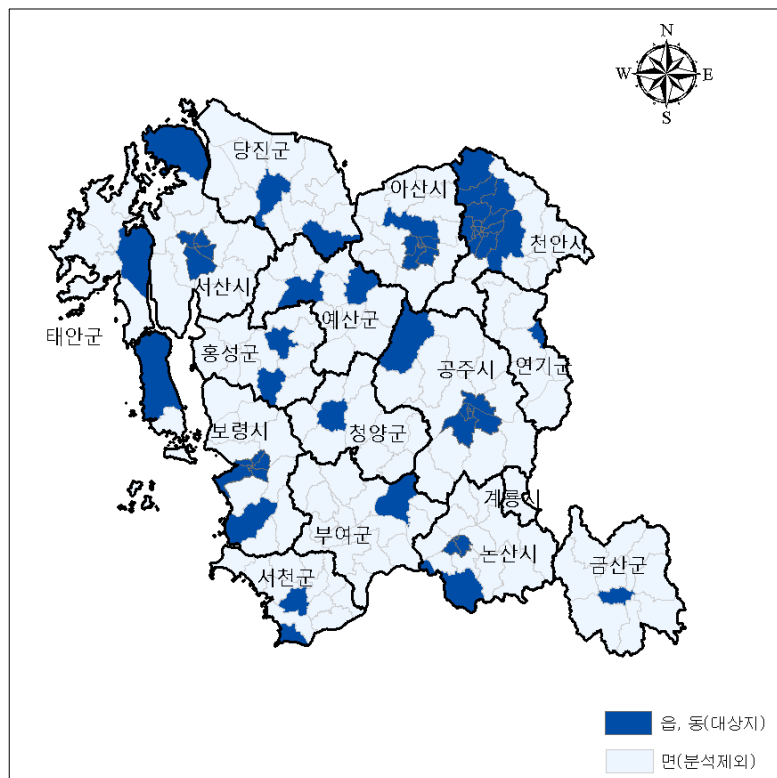 N
W E
S
당진군
아산시
천안시
서산시
예산군
태안군
홍성군
공주시
연기군
보령시
청양군
계룡시
부여군
논산시
서천군
금산군
읍, 동(대상지)
면(분석제외)